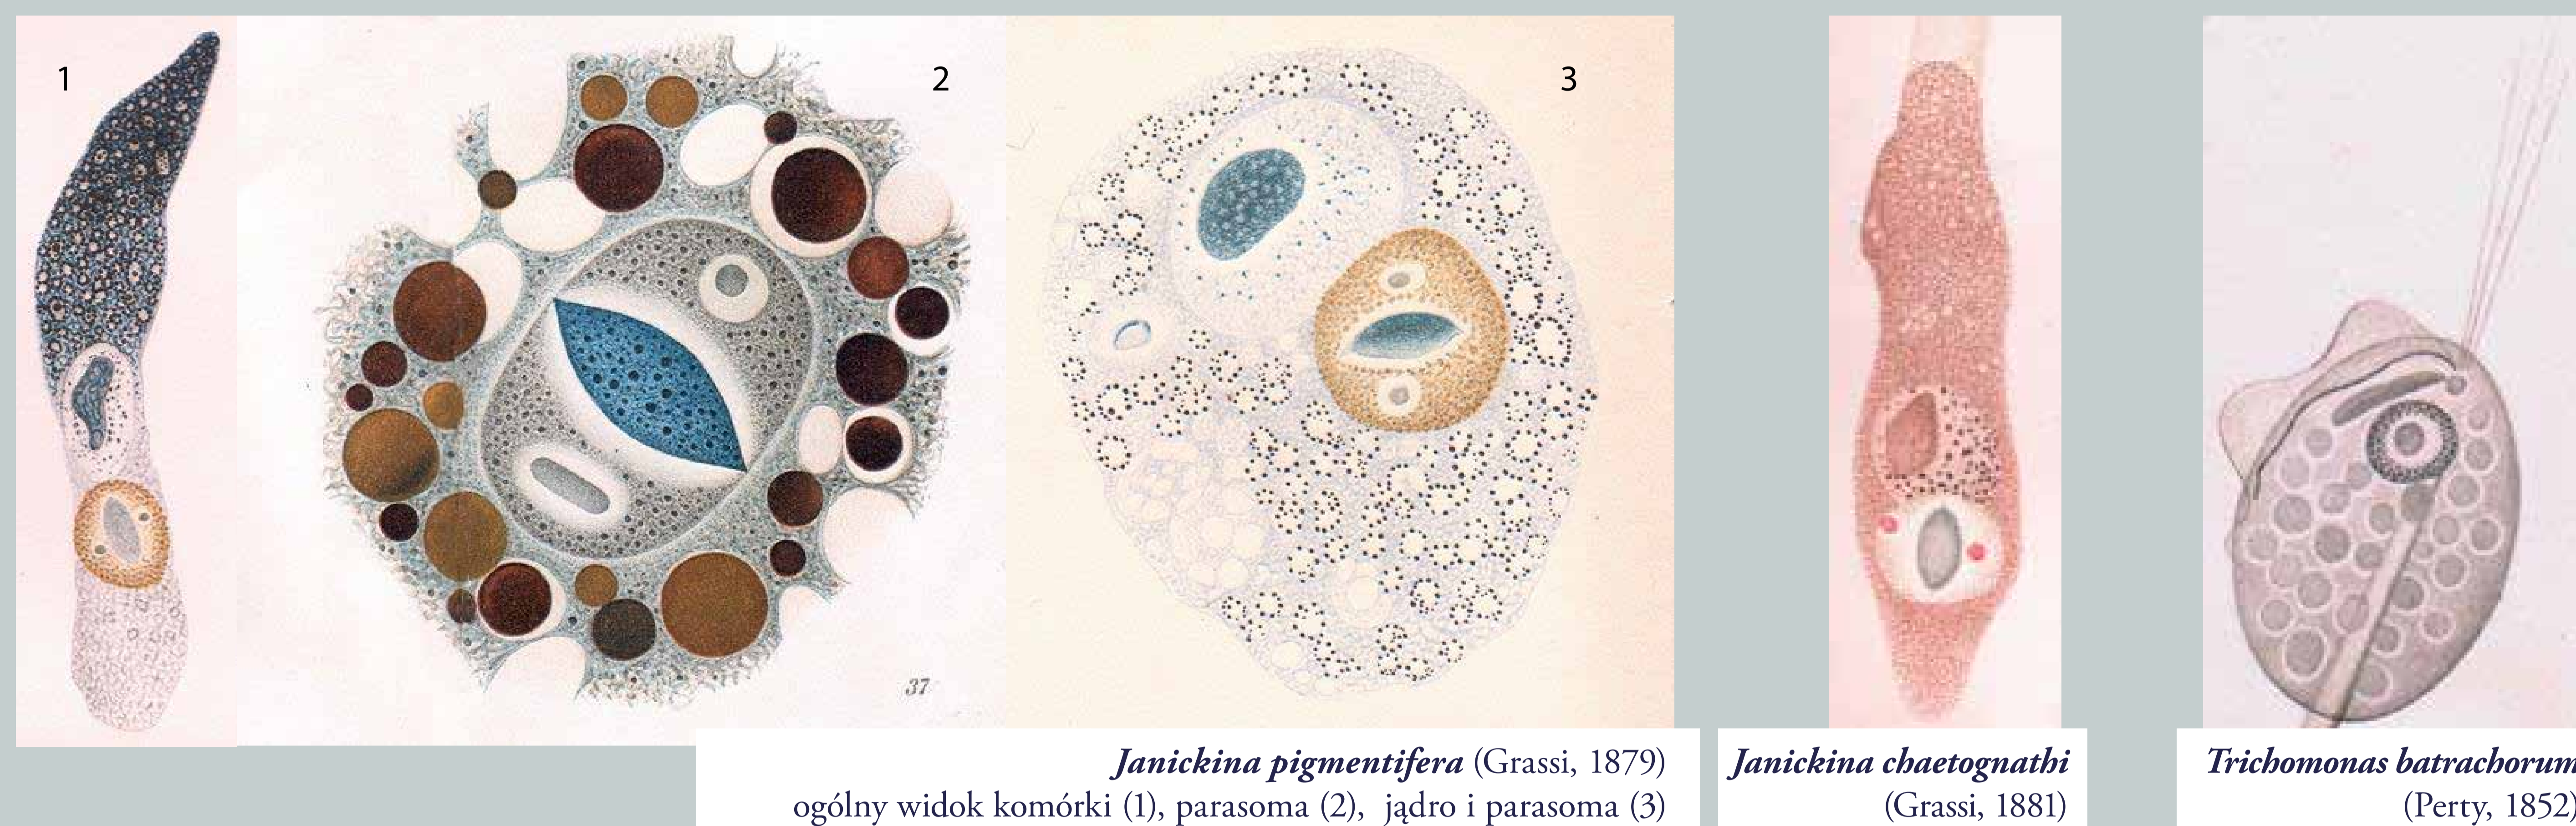 1
2
3
37
Janickina pigmentifera (Grassi, 1879)
ogólny widok komórki (1), parasoma (2), jądro i parasoma (3)
Janickina chaetognathi
(Grassi, 1881)
Trichomonas batrachorum
(Perty, 1852)